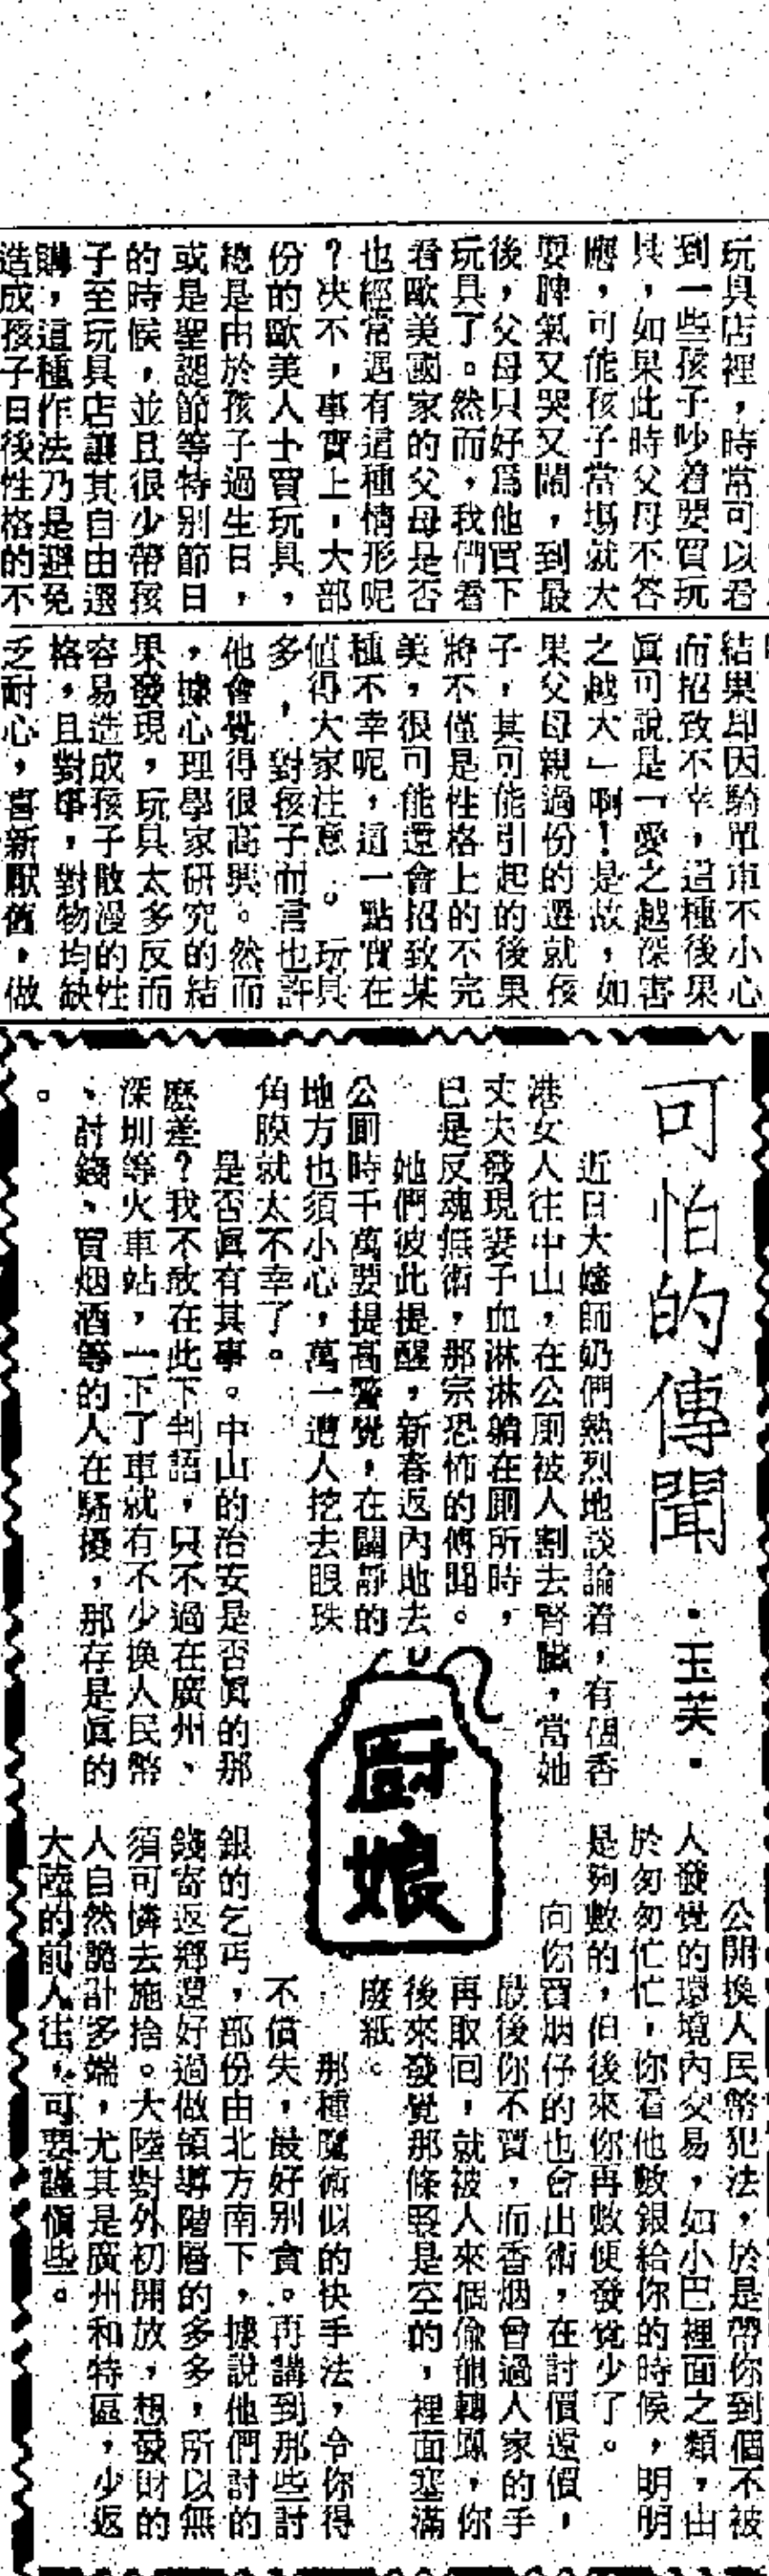 玩具店裡，時常可以看
到一些孩子吵着要買玩
具，如果此時父母不答
應，可能孩子當場就大
耍脾氣又哭又鬧，到最
後，父母只好爲他買下
玩具了。然而，我們看
看歐美國家的父母是否
也經常遇有這種情形呢
？決不，事實上，大部
份的歐美人士買玩具，
總是由於孩子過生日，
或是聖誕節等特別節日
的時候，並且很少帶孩
子至玩具店讓其自由選
購，這種作法乃是避免
造成孩子日後性格的不
結果却因騎單車不小心
而招致不幸，這種後果
眞可說是「愛之越深害
之越大」啊！是故，如
果父母親過份的遷就孩
子，其可能引起的後果
將不僅是性格上的不完
美，很可能還會招致某
種不幸呢，這一點實在
值得大家注意。玩具
多，對孩子而言也許
他會覺得很高興。然而
，據心理學家研究的結
果發現，玩具太多反而
容易造成孩子散漫的性
格，且對事，對物均缺
乏耐心，喜新厭舊，做
可怕的傳聞
·玉芙·
近日大嬸師奶們熱烈地談論着，有個香
港女人往中山，在公厠被人割去腎臟，當她
丈夫發現妻子血淋淋躺在厠所時，
已是反魂無術，那宗恐怖的傳聞。
她們彼此提醒，新春返內地去
公厠時千萬要提高警覺，在闢靜的
地方也須小心，萬一遭人挖去眼珠
角膜就太不幸了。
是否眞有其事。中山的治安是否眞的那
麽差？我不敢在此下判語，只不過在廣州、
深圳等火車站，一下了車就有不少換人民幣
、討錢、買烟酒等的人在騷擾，那存是眞的
。
廚娘
公開換人民幣犯法，於是帶你到個不被
人發覺的環境內交易，如小巴裡面之類，由
於匆匆忙忙，你看他數銀給你的時候，明明
是夠數的，但後來你再數便發覺少了。
向你買烟仔的也會出術，在討價還價，
最後你不買，而香烟曾過人家的手
再取回，就被人來個偷龍轉鳳，你
後來發覺那條裂是空的，裡面塞滿
廢紙。
那種魔術似的快手法，令你得
不償失，最好別貪。再講到那些討
銀的乞丐，部份由北方南下，據說他們討的
錢寄返鄉還好過做領導階層的多多，所以無
須可憐去施捨。大陸對外初開放，想發財的
人自然詭計多端，尤其是廣州和特區，少返
大陸的前人往，可要謹愼些。